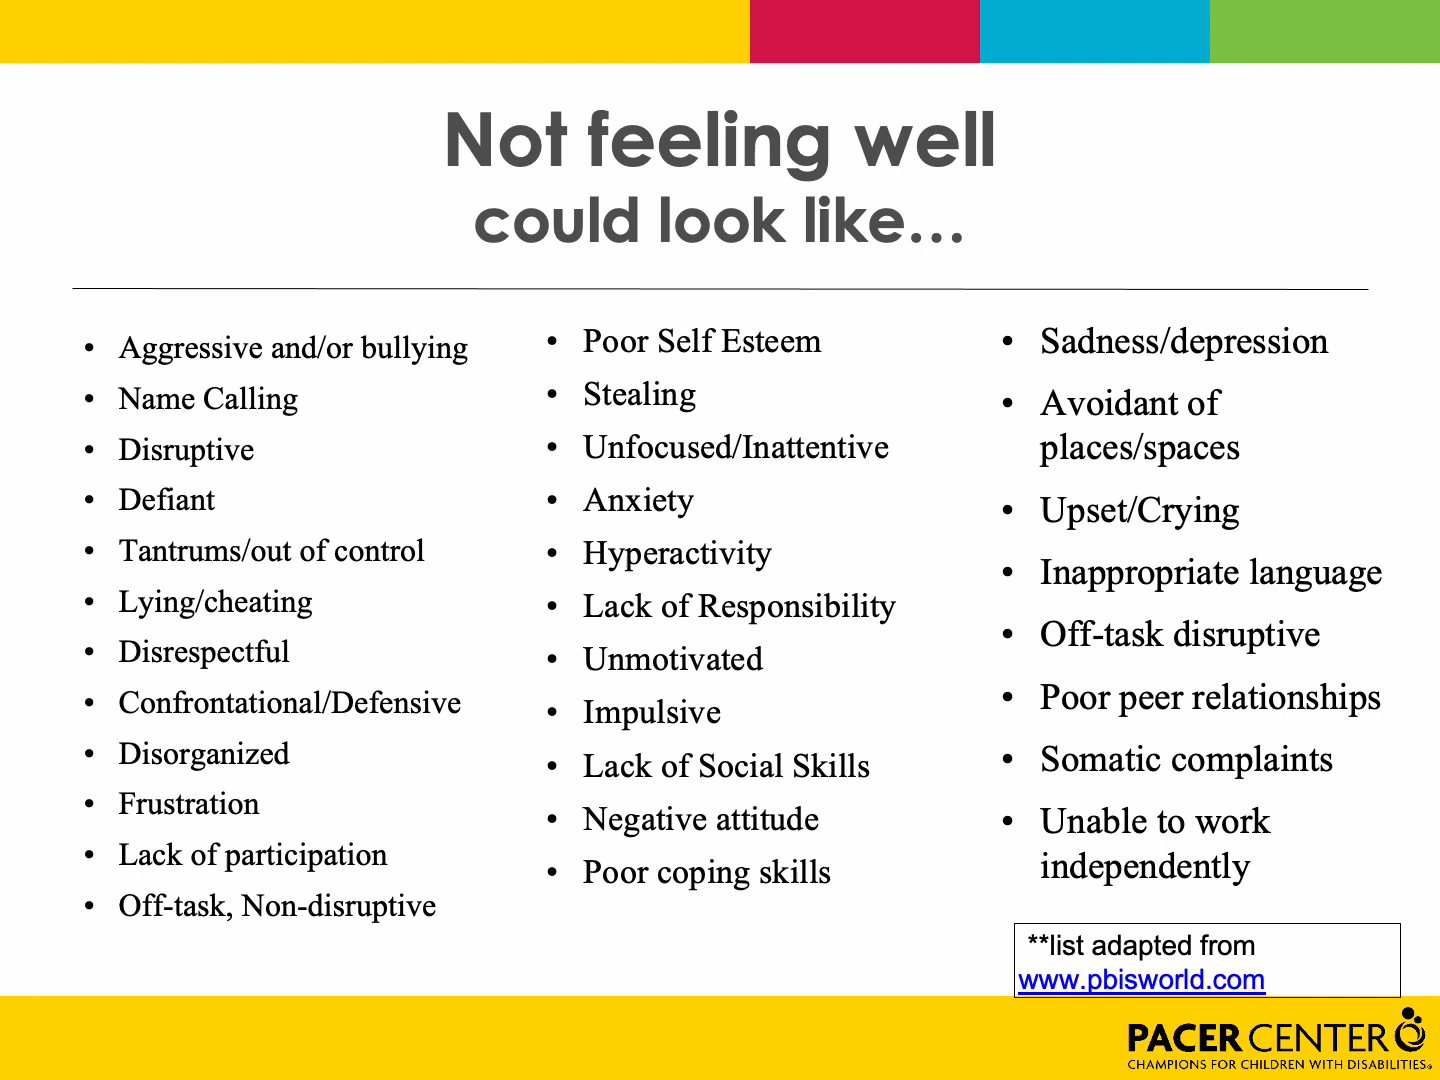 Not feeling well
could look like…
• Aggressive and/or bullying
• Name Calling
• Disruptive
• Defiant
• Tantrums/out of control
• Lying/cheating
• Disrespectful
• Confrontational/Defensive
• Disorganized
• Frustration
• Lack of participation
• Off-task, Non-disruptive
• Poor Self Esteem
• Stealing
• Unfocused/Inattentive
• Anxiety
• Hyperactivity
• Lack of Responsibility
• Unmotivated
• Impulsive
• Lack of Social Skills
• Negative attitude
• Poor coping skills
• Sadness/depression
• Avoidant of
places/spaces
• Upset/Crying
• Inappropriate language
• Off-task disruptive
• Poor peer relationships
• Somatic complaints
• Unable to work
independently
**list adapted from
www.pbisworld.com
PACER CENTER
CHAMPIONS FOR CHILDREN WITH DISABILITIES®